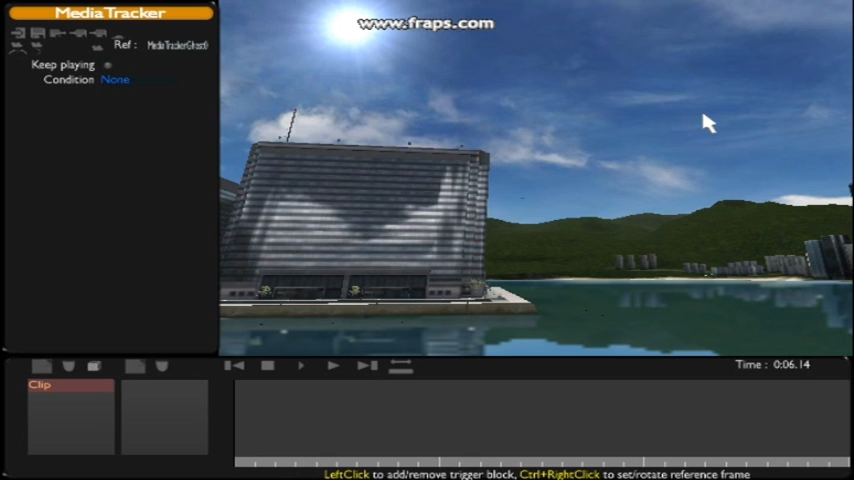 MediaTracker
www.fraps.com
Ref : MediaTrackerGhost0
Keep playing
Condition None
Time : 0:06.14
Clip
LeftClick to add/remove trigger block, Ctrl+RightClick to set/rotate reference frame